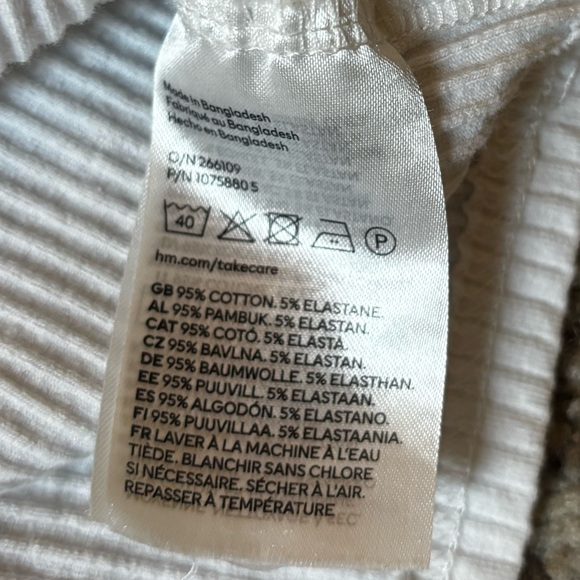 Made in Bangladesh
Fabriqué au Bangladesh
Hecho en Bangladesh
O/N 266109
P/N 1075880 5
40
P
hm.com/takecare
GB 95% COTTON. 5% ELASTANE.
AL 95% PAMBUK. 5% ELASTAN.
CAT 95% COTÓ. 5% ELASTÀ.
CZ 95% BAVLNA. 5% ELASTAN.
DE 95% BAUMWOLLE. 5% ELASTHAN.
EE 95% PUUVILL. 5% ELASTAAN.
ES 95% ALGODÓN. 5% ELASTANO.
FI 95% PUUVILLAA. 5% ELASTAANIA.
FR LAVER À LA MACHINE À L'EAU
TIÈDE. BLANCHIR SANS CHLORE
SI NÉCESSAIRE. SÉCHER À L'AIR.
REPASSER À TEMPÉRATURE